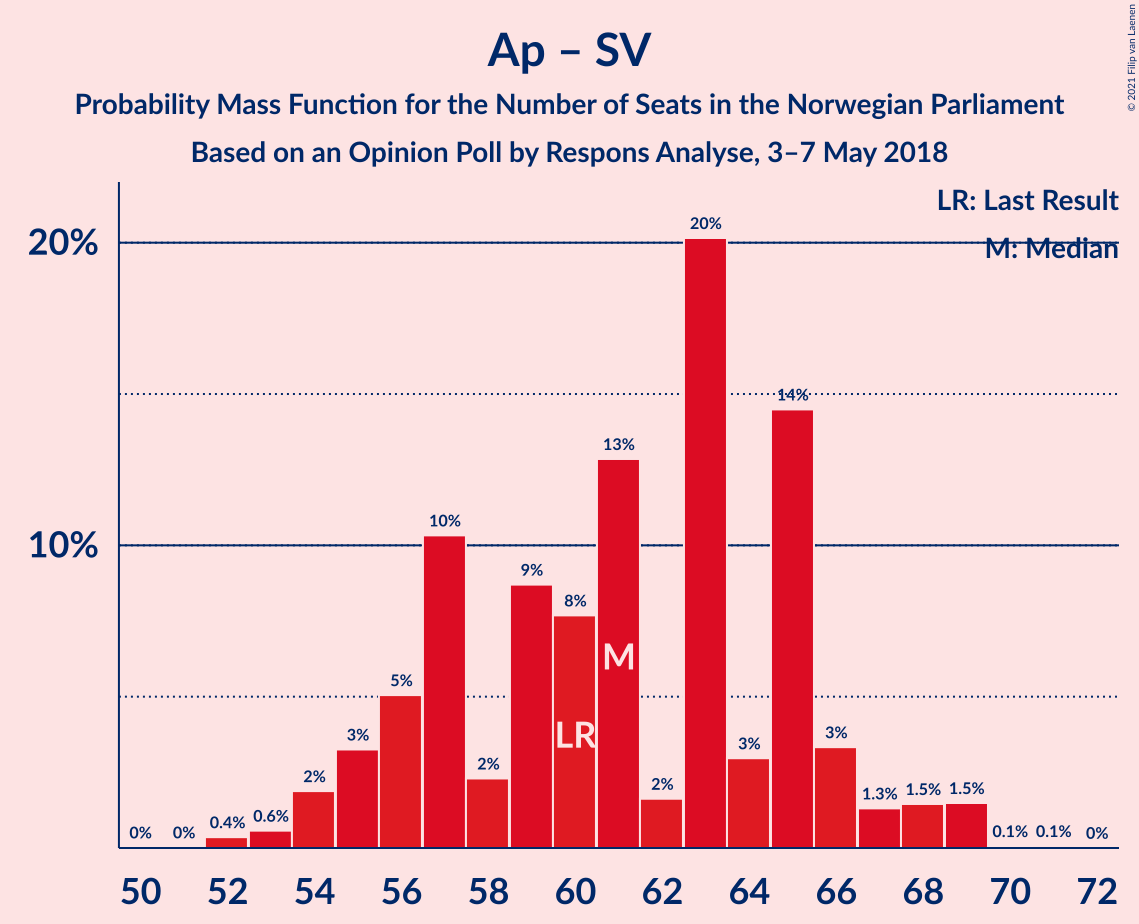 Ap – SV
Probability Mass Function for the Number of Seats in the Norwegian Parliament
Based on an Opinion Poll by Respons Analyse, 3–7 May 2018
© 2021 Filip van Laenen
LR: Last Result
M: Median
20%
10%
0%
0%
0.4%
0.6%
2%
3%
5%
10%
2%
9%
8%
13%
2%
20%
3%
14%
3%
1.3%
1.5%
1.5%
0.1%
0.1%
0%
M
LR
50 52 54 56 58 60 62 64 66 68 70 72